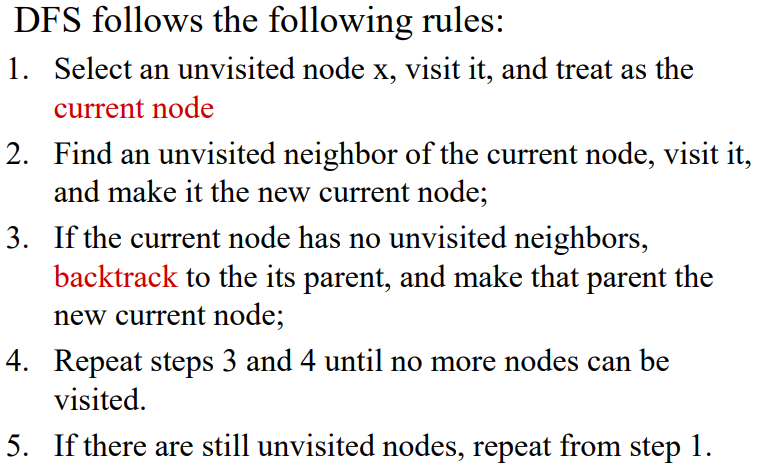 DFS follows the following rules:
1. Select an unvisited node x, visit it, and treat as the
current node
2. Find an unvisited neighbor of the current node, visit it,
and make it the new current node;
3. If the current node has no unvisited neighbors,
backtrack to the its parent, and make that parent the
new current node;
4. Repeat steps 3 and 4 until no more nodes can be
visited.
5. If there are still unvisited nodes, repeat from step 1.